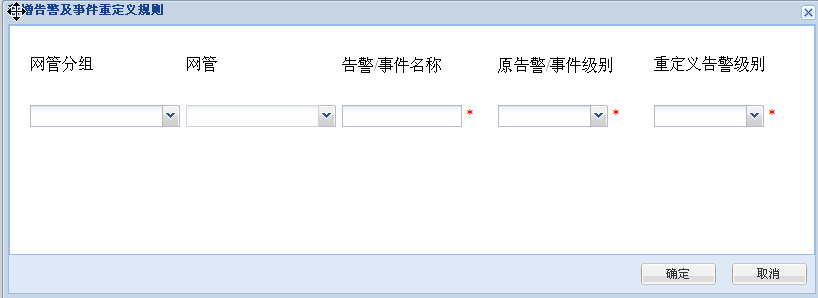 增告警及事件重定义规则
网管分组 网管 告警/事件名称 原告警/事件级别 重定义告警级别
* * *
确定 取消